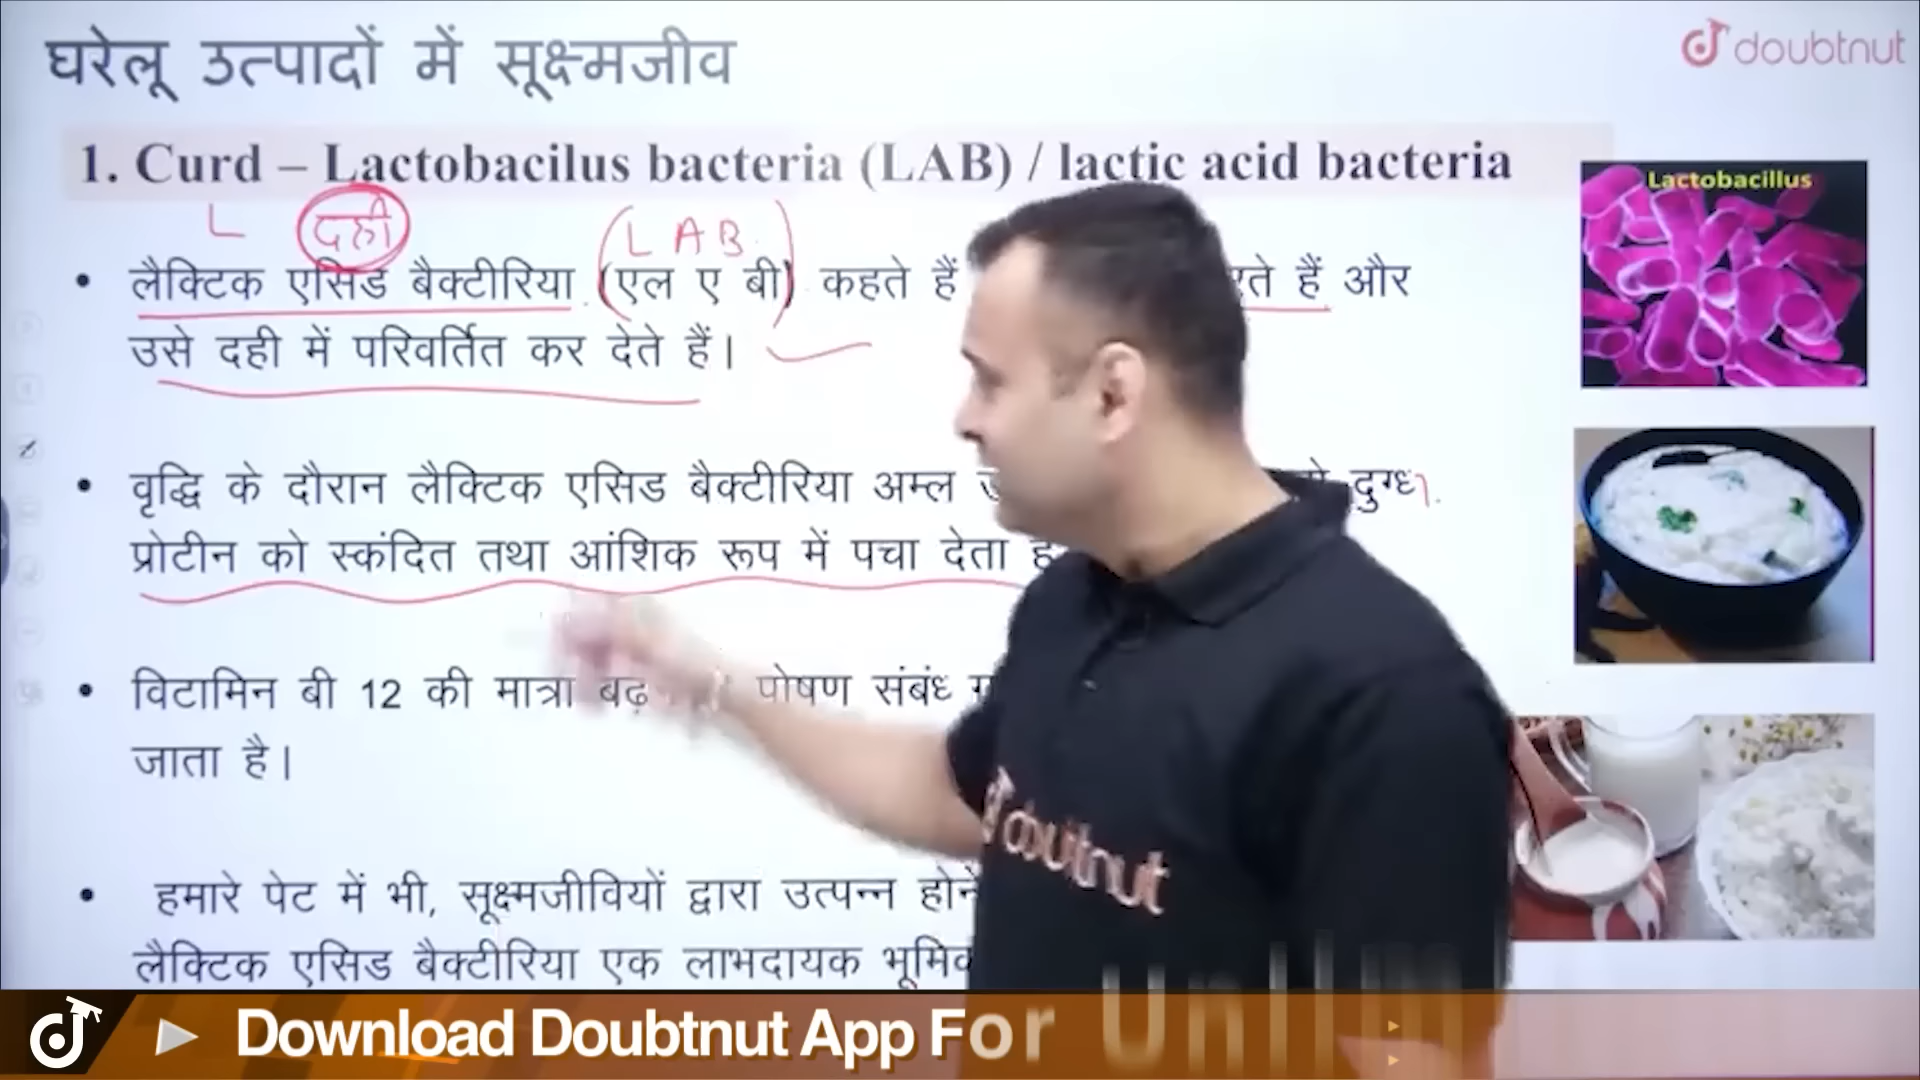 घरेलू उत्पादों में सूक्ष्मजीव
doubtnut
1. Curd – Lactobacilus bacteria (LAB) / lactic acid bacteria
Lactobacillus
L दही (LAB)
• लैक्टिक एसिड बैक्टीरिया (एल ए बी) कहते हैं हैं और
उसे दही में परिवर्तित कर देते हैं।
• वृद्धि के दौरान लैक्टिक एसिड बैक्टीरिया अम्ल दुग्ध
प्रोटीन को स्कंदित तथा आंशिक रूप में पचा देता
• विटामिन बी 12 की मात्रा पोषण संबंध
जाता है।
• हमारे पेट में भी, सूक्ष्मजीवियों द्वारा उत्पन्न
लैक्टिक एसिड बैक्टीरिया एक लाभदायक
doubtnut
Download Doubtnut App For